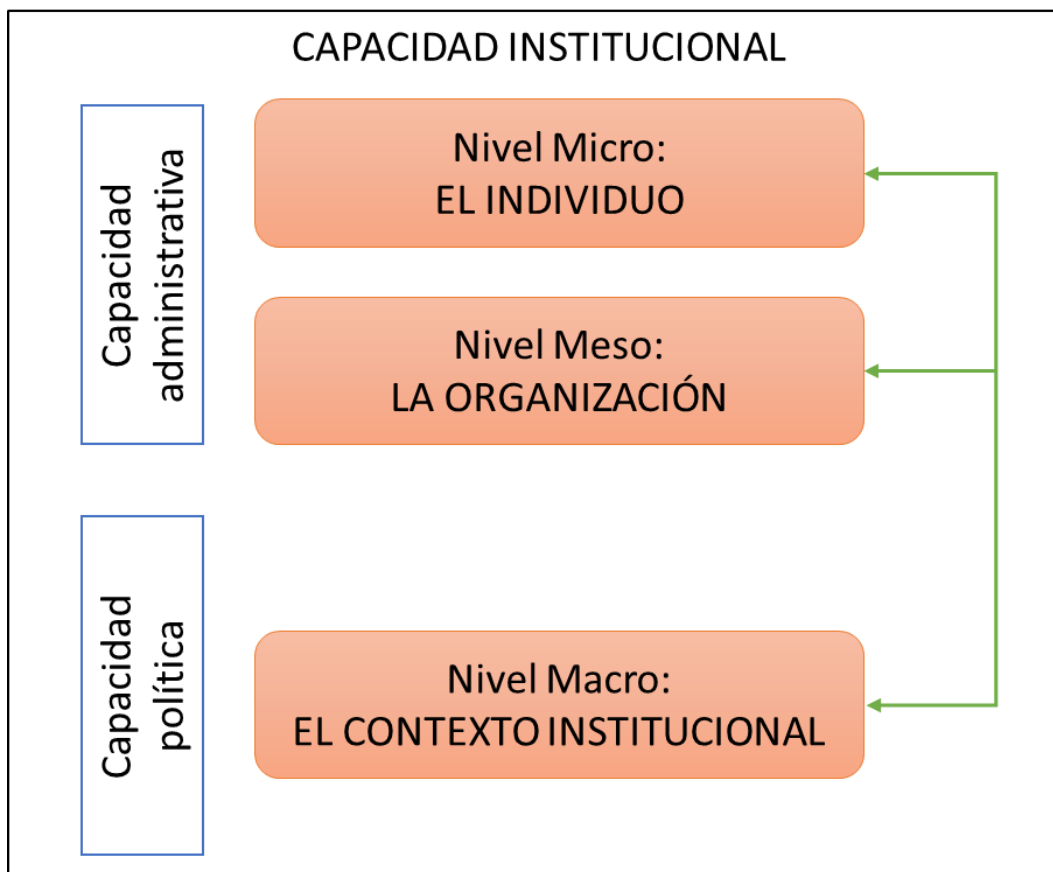 CAPACIDAD INSTITUCIONAL
Capacidad
administrativa
Nivel Micro:
EL INDIVIDUO
Nivel Meso:
LA ORGANIZACIÓN
Capacidad
política
Nivel Macro:
EL CONTEXTO INSTITUCIONAL